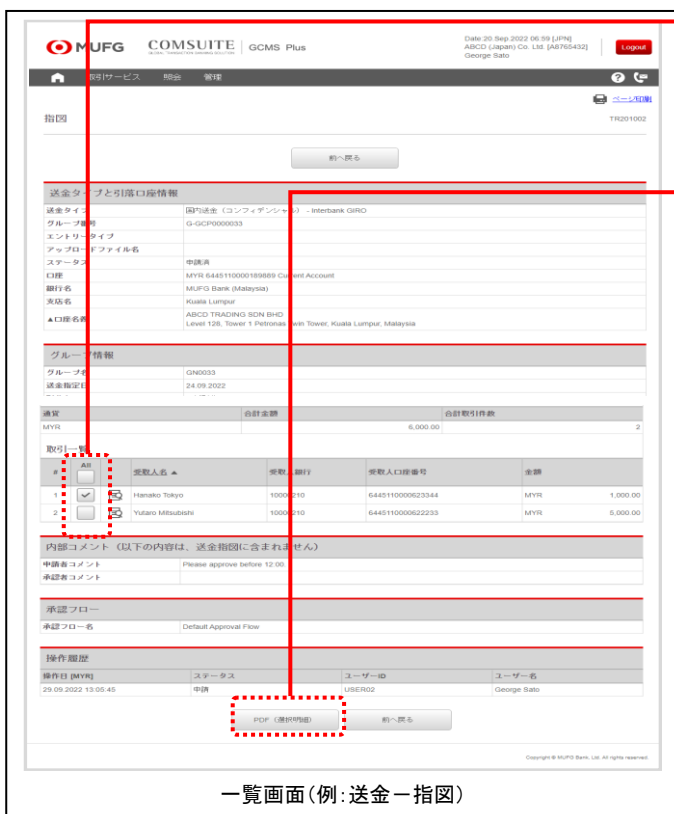 MUFG COMSUITE GCMS Plus
GLOBAL TRANSACTION BANKING SOLUTION
Date:20.Sep.2022 06:59 [JPN]
ABCD (Japan) Co. Ltd. [A8765432]
George Sato
Logout
取引サービス 照会 管理
ページ印刷
指図 TR201002
前へ戻る
送金タイプと引落口座情報
送金タイプ 国内送金（コンフィデンシャル） - Interbank GIRO
グループ番号 G-GCP0000033
エントリータイプ
アップロードファイル名
ステータス 申請済
口座 MYR 6445110000189889 Current Account
銀行名 MUFG Bank (Malaysia)
支店名 Kuala Lumpur
▲口座名義 ABCD TRADING SDN BHD
Level 128, Tower 1 Petronas Twin Tower, Kuala Lumpur, Malaysia
グループ情報
グループ名 GN0033
送金指定日 24.09.2022
通貨 合計金額 合計取引件数
MYR 6,000.00 2
取引一覧
# All 受取人名▲ 受取人銀行 受取人口座番号 金額
1 Hanako Tokyo 10000210 6445110000623344 MYR 1,000.00
2 Yutaro Mitsubishi 10000210 6445110000622233 MYR 5,000.00
内部コメント（以下の内容は、送金指図に含まれません）
申請者コメント Please approve before 12:00.
承認者コメント
承認フロー
承認フロー名 Default Approval Flow
操作履歴
操作日 [MYR] ステータス ユーザーID ユーザー名
29.09.2022 13:05:45 申請 USER02 George Sato
PDF（選択明細） 前へ戻る
Copyright © MUFG Bank, Ltd. All rights reserved.
一覧画面（例：送金－指図）